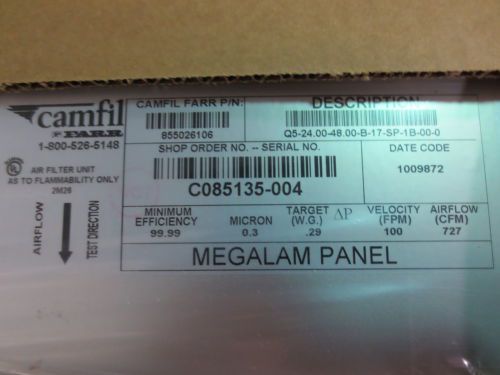 camfil
FARR
1-800-526-5148
UL
AIR FILTER UNIT
AS TO FLAMMABILITY ONLY
2M26
AIRFLOW
TEST DIRECTION
CAMFIL FARR P/N:
855026106
DESCRIPTION
Q5-24.00-48.00-B-17-SP-1B-00-0
SHOP ORDER NO. -- SERIAL NO.
C085135-004
DATE CODE
1009872
MINIMUM EFFICIENCY
99.99
MICRON
0.3
TARGET ΔP
(W.G.)
.29
VELOCITY
(FPM)
100
AIRFLOW
(CFM)
727
MEGALAM PANEL